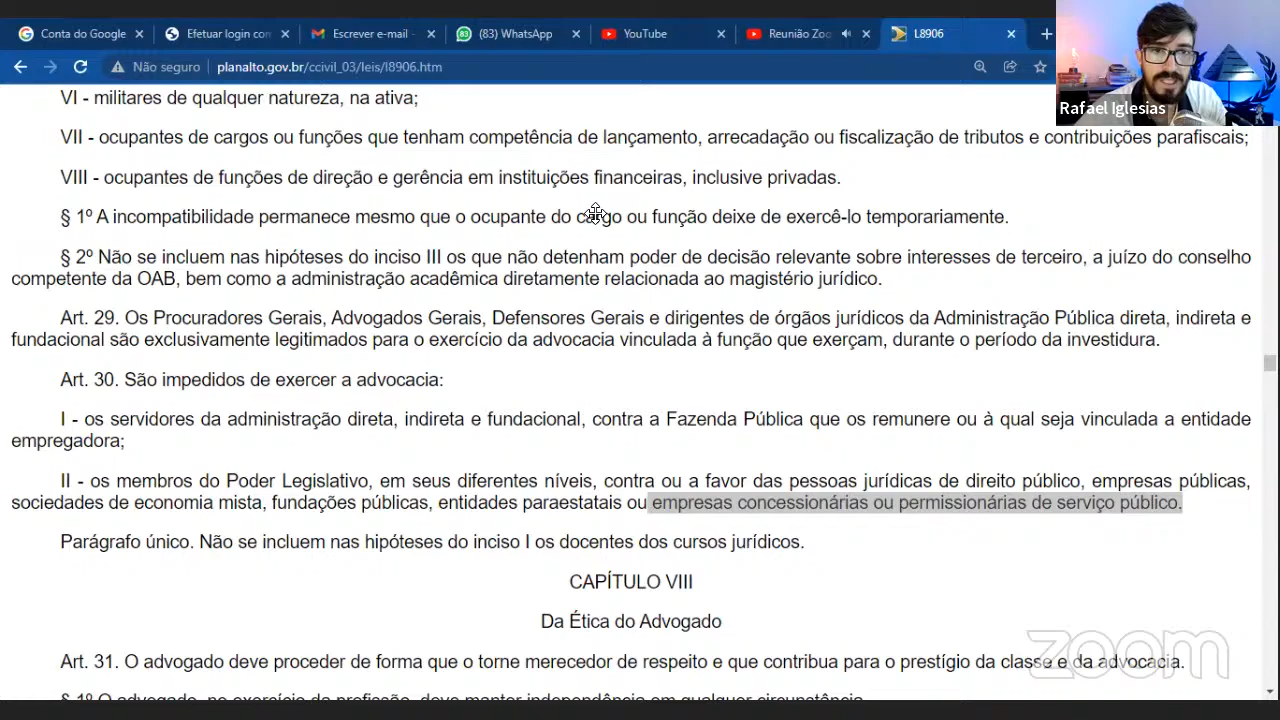 Conta do Google
Efetuar login con
Escrever e-mail -
(83) WhatsApp
YouTube
Reunião Zoo
L8906
Não seguro
planalto.gov.br/ccivil_03/leis/l8906.htm
Rafael Iglesias
VI - militares de qualquer natureza, na ativa;
VII - ocupantes de cargos ou funções que tenham competência de lançamento, arrecadação ou fiscalização de tributos e contribuições parafiscais;
VIII - ocupantes de funções de direção e gerência em instituições financeiras, inclusive privadas.
§ 1º A incompatibilidade permanece mesmo que o ocupante do cargo ou função deixe de exercê-lo temporariamente.
§ 2º Não se incluem nas hipóteses do inciso III os que não detenham poder de decisão relevante sobre interesses de terceiro, a juízo do conselho
competente da OAB, bem como a administração acadêmica diretamente relacionada ao magistério jurídico.
Art. 29. Os Procuradores Gerais, Advogados Gerais, Defensores Gerais e dirigentes de órgãos jurídicos da Administração Pública direta, indireta e
fundacional são exclusivamente legitimados para o exercício da advocacia vinculada à função que exerçam, durante o período da investidura.
Art. 30. São impedidos de exercer a advocacia:
I - os servidores da administração direta, indireta e fundacional, contra a Fazenda Pública que os remunere ou à qual seja vinculada a entidade
empregadora;
II - os membros do Poder Legislativo, em seus diferentes níveis, contra ou a favor das pessoas jurídicas de direito público, empresas públicas,
sociedades de economia mista, fundações públicas, entidades paraestatais ou empresas concessionárias ou permissionárias de serviço público.
Parágrafo único. Não se incluem nas hipóteses do inciso I os docentes dos cursos jurídicos.
CAPÍTULO VIII
Da Ética do Advogado
Art. 31. O advogado deve proceder de forma que o torne merecedor de respeito e que contribua para o prestígio da classe e da advocacia.
zoom
§ 1º O advogado, no exercício da profissão, deve manter independência em qualquer circunstância.